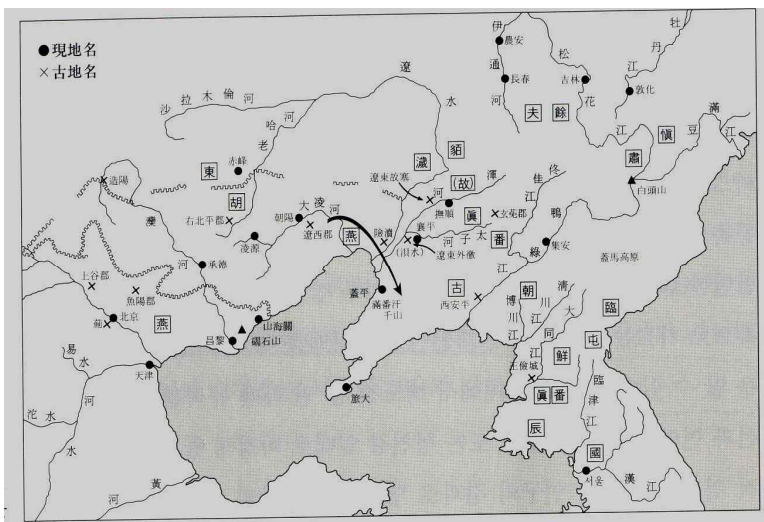 ●現地名
×古地名
伊通河
農安
長春
松花江
吉林
牡丹江
敦化
夫餘
肅愼
豆滿江
白頭山
遼水
沙拉木倫河
老哈河
赤峰
東胡
造陽
灤河
右北平郡
朝陽
大凌河
遼西郡
凌源
承德
上谷郡
漁陽郡
北京
薊
燕
山海關
碣石山
昌黎
天津
易水
沱水
河水
黃河
濊貊
遼東故塞
(故)眞番
渾河
撫順
佟佳江
玄菟郡
燕
險瀆
襄平
(浿水)
太子河
遼東外徼
鴨綠江
集安
蓋馬高原
蓋平
滿番汗
千山
古朝鮮
西安平
旅大
博川江
淸川江
大同江
王儉城
臨屯
臨津江
眞番
辰國
서울
漢江